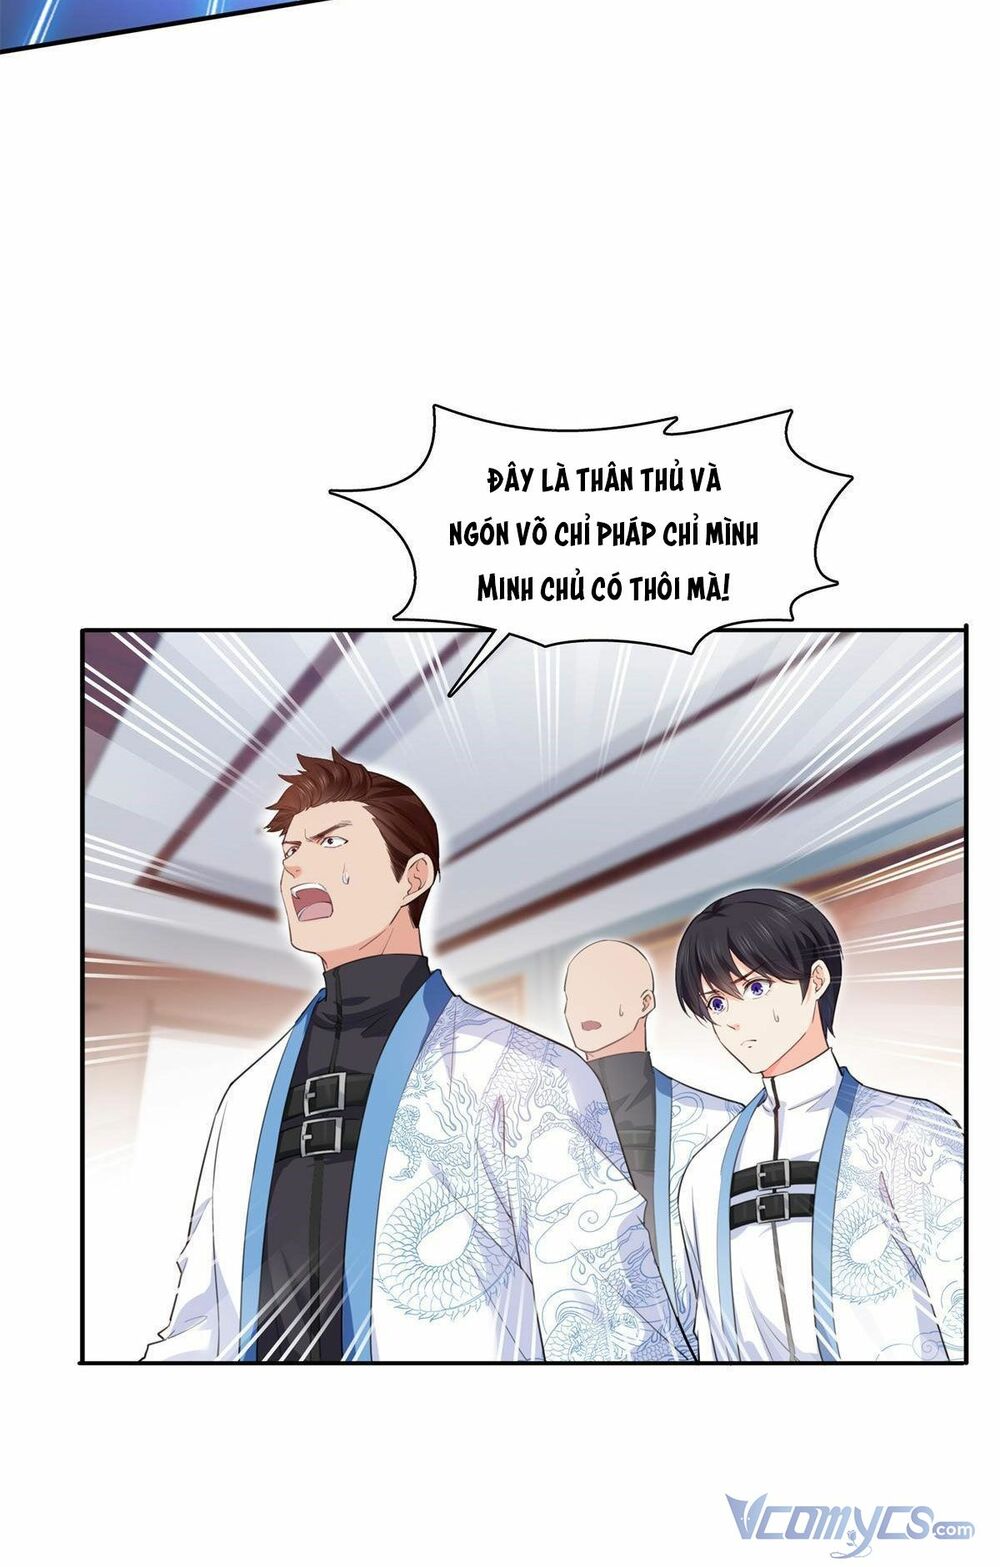 ĐÂY LÀ THÂN THỦ VÀ
NGÓN VÕ CHỈ PHÁP CHỈ MÌNH
MINH CHỦ CÓ THÔI MÀ!
VCOMYCS.com